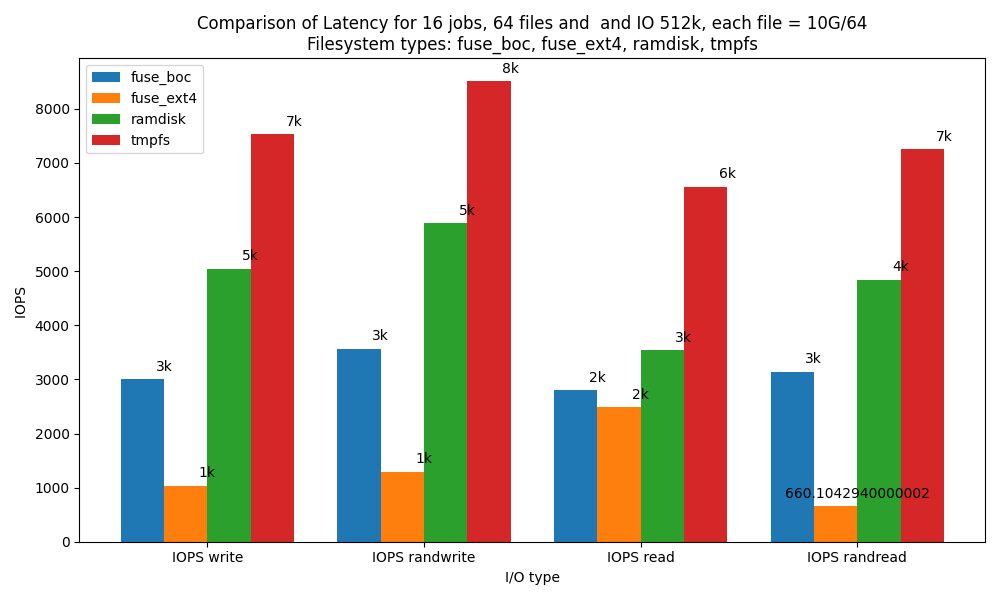 Comparison of Latency for 16 jobs, 64 files and  and IO 512k, each file = 10G/64
Filesystem types: fuse_boc, fuse_ext4, ramdisk, tmpfs
fuse_boc
fuse_ext4
ramdisk
tmpfs
IOPS
8000
7000
6000
5000
4000
3000
2000
1000
0
3k
1k
5k
7k
3k
1k
5k
8k
2k
2k
3k
6k
3k
660.1042940000002
4k
7k
IOPS write
IOPS randwrite
IOPS read
IOPS randread
I/O type